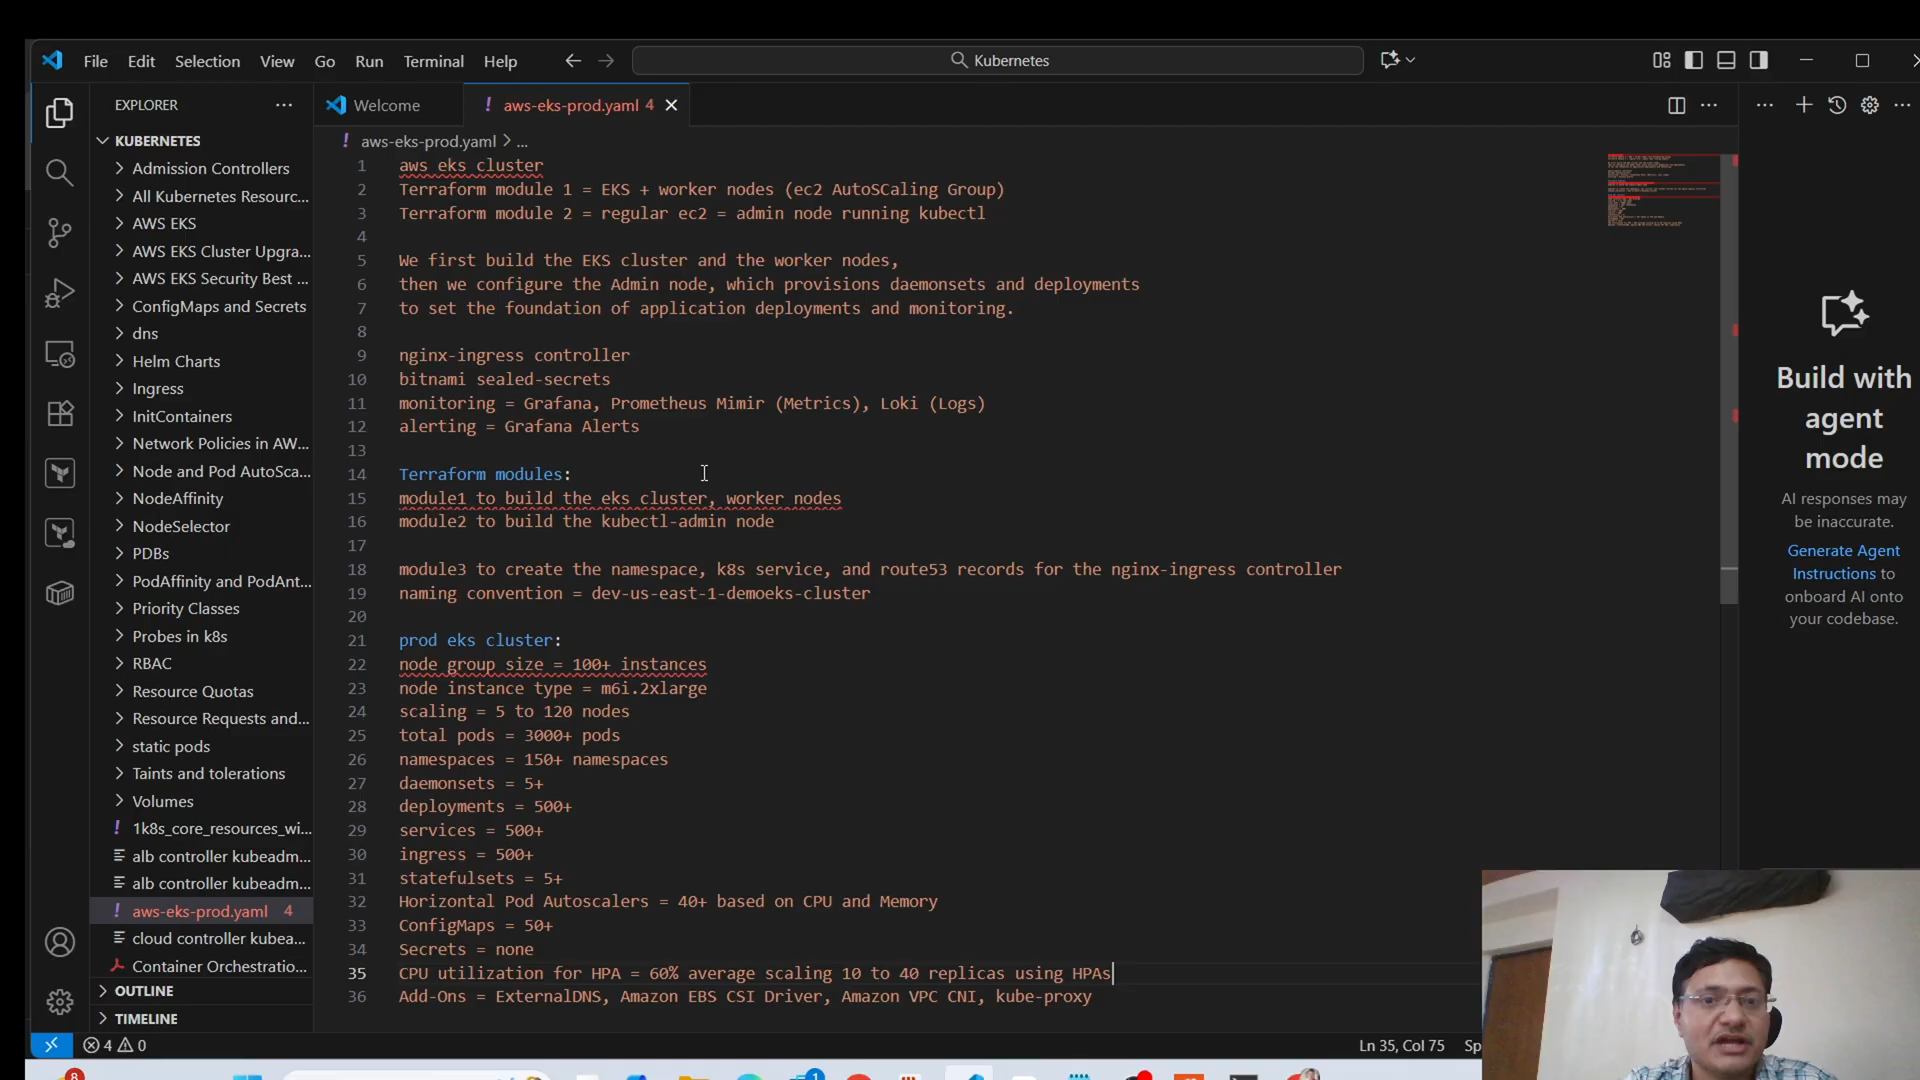 File Edit Selection View Go Run Terminal Help
Kubernetes
EXPLORER
KUBERNETES
Admission Controllers
All Kubernetes Resourc...
AWS EKS
AWS EKS Cluster Upgra...
AWS EKS Security Best ...
ConfigMaps and Secrets
dns
Helm Charts
Ingress
InitContainers
Network Policies in AW...
Node and Pod AutoSca...
NodeAffinity
NodeSelector
PDBs
PodAffinity and PodAnt...
Priority Classes
Probes in k8s
RBAC
Resource Quotas
Resource Requests and...
static pods
Taints and tolerations
Volumes
! 1k8s_core_resources_wi...
alb controller kubeadm...
alb controller kubeadm...
! aws-eks-prod.yaml 4
cloud controller kubea...
Container Orchestratio...
OUTLINE
TIMELINE
Welcome
! aws-eks-prod.yaml 4
! aws-eks-prod.yaml > ...
1 aws eks cluster
2 Terraform module 1 = EKS + worker nodes (ec2 AutoSCaling Group)
3 Terraform module 2 = regular ec2 = admin node running kubectl
4
5 We first build the EKS cluster and the worker nodes,
6 then we configure the Admin node, which provisions daemonsets and deployments
7 to set the foundation of application deployments and monitoring.
8
9 nginx-ingress controller
10 bitnami sealed-secrets
11 monitoring = Grafana, Prometheus Mimir (Metrics), Loki (Logs)
12 alerting = Grafana Alerts
13
14 Terraform modules:
15 module1 to build the eks cluster, worker nodes
16 module2 to build the kubectl-admin node
17
18 module3 to create the namespace, k8s service, and route53 records for the nginx-ingress controller
19 naming convention = dev-us-east-1-demoeks-cluster
20
21 prod eks cluster:
22 node group size = 100+ instances
23 node instance type = m6i.2xlarge
24 scaling = 5 to 120 nodes
25 total pods = 3000+ pods
26 namespaces = 150+ namespaces
27 daemonsets = 5+
28 deployments = 500+
29 services = 500+
30 ingress = 500+
31 statefulsets = 5+
32 Horizontal Pod Autoscalers = 40+ based on CPU and Memory
33 ConfigMaps = 50+
34 Secrets = none
35 CPU utilization for HPA = 60% average scaling 10 to 40 replicas using HPAs
36 Add-Ons = ExternalDNS, Amazon EBS CSI Driver, Amazon VPC CNI, kube-proxy
Build with
agent
mode
AI responses may
be inaccurate.
Generate Agent
Instructions to
onboard AI onto
your codebase.
4 0
Ln 35, Col 75 Sp
8
1